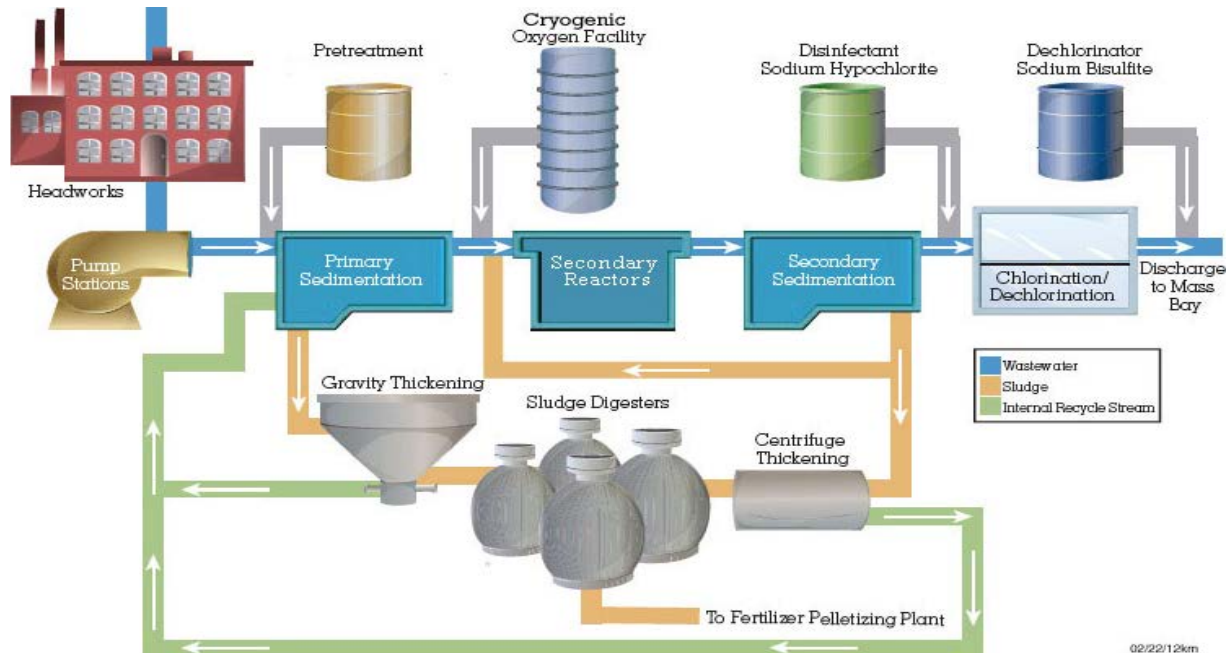 Cryogenic
Oxygen Facility
Pretreatment
Disinfectant
Sodium Hypochlorite
Dechlorinator
Sodium Bisulfite
Headworks
Pump
Stations
Primary
Sedimentation
Secondary
Reactors
Secondary
Sedimentation
Chlorination/
Dechlorination
Discharge
to Mass
Bay
Gravity Thickening
Sludge Digesters
Centrifuge
Thickening
Wastewater
Sludge
Internal Recycle Stream
To Fertilizer Pelletizing Plant
02/22/12km